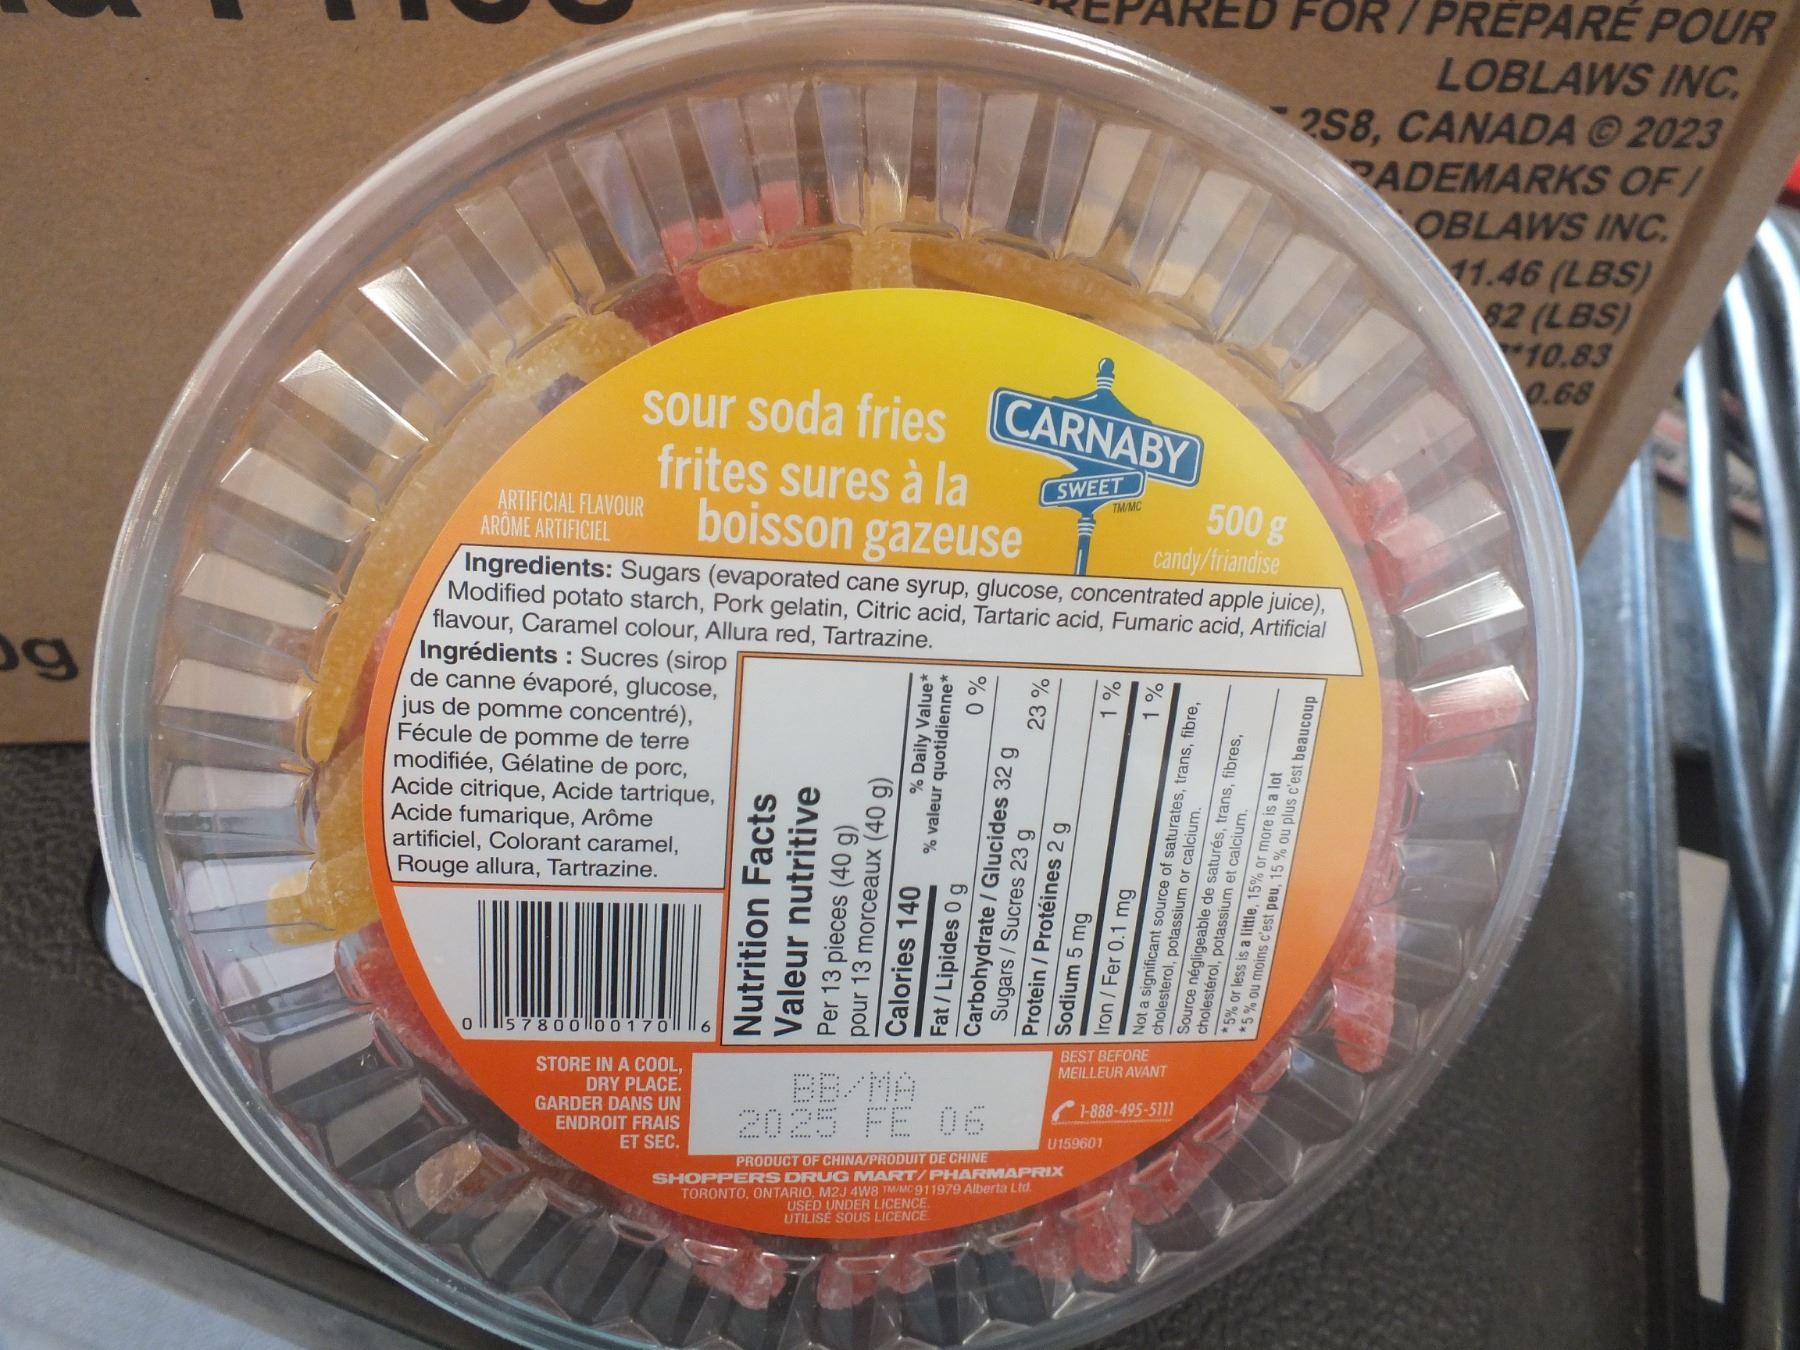 REPARED FOR / PRÉPARÉ POUR
LOBLAWS INC.
2S8, CANADA © 2023
RADEMARKS OF /
LOBLAWS INC.
11.46 (LBS)
82 (LBS)
*10.83
0.68
0g
sour soda fries
frites sures à la
boisson gazeuse
ARTIFICIAL FLAVOUR
ARÔME ARTIFICIEL
CARNABY
SWEET
TM/MC
500 g
candy/friandise
Ingredients: Sugars (evaporated cane syrup, glucose, concentrated apple juice),
Modified potato starch, Pork gelatin, Citric acid, Tartaric acid, Fumaric acid, Artificial
flavour, Caramel colour, Allura red, Tartrazine.
Ingrédients : Sucres (sirop
de canne évaporé, glucose,
jus de pomme concentré),
Fécule de pomme de terre
modifiée, Gélatine de porc,
Acide citrique, Acide tartrique,
Acide fumarique, Arôme
artificiel, Colorant caramel,
Rouge allura, Tartrazine.
Nutrition Facts
Valeur nutritive
Per 13 pieces (40 g)
pour 13 morceaux (40 g)
Calories 140
% Daily Value*
% valeur quotidienne*
Fat / Lipides 0 g 0 %
Carbohydrate / Glucides 32 g
Sugars / Sucres 23 g 23 %
Protein / Protéines 2 g
Sodium 5 mg 1 %
Iron / Fer 0.1 mg 1 %
Not a significant source of saturates, trans, fibre,
cholesterol, potassium or calcium.
Source négligeable de saturés, trans, fibres,
cholestérol, potassium et calcium.
*5% or less is a little, 15% or more is a lot
*5 % ou moins c'est peu, 15 % ou plus c'est beaucoup
0 57800 00170 6
STORE IN A COOL,
DRY PLACE.
GARDER DANS UN
ENDROIT FRAIS
ET SEC.
BB/MA
2025 FE 06
BEST BEFORE
MEILLEUR AVANT
1-888-495-5111
U159601
PRODUCT OF CHINA/PRODUIT DE CHINE
SHOPPERS DRUG MART/PHARMAPRIX
TORONTO, ONTARIO, M2J 4W8 TM/MC 911979 Alberta Ltd.
USED UNDER LICENCE.
UTILISÉ SOUS LICENCE.